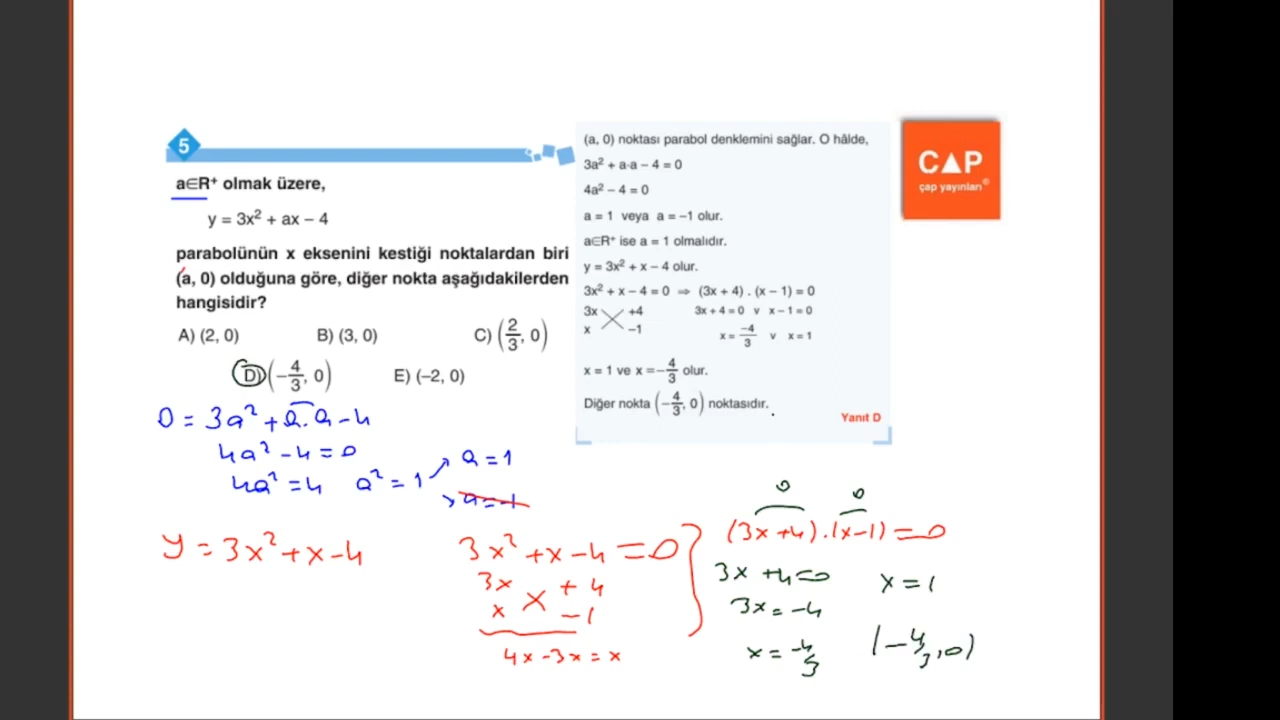 5
a∈R⁺ olmak üzere,
y = 3x² + ax – 4
parabolünün x eksenini kestiği noktalardan biri
(a, 0) olduğuna göre, diğer nokta aşağıdakilerden
hangisidir?
A) (2, 0) B) (3, 0) C) (2/3, 0)
D) (–4/3, 0) E) (–2, 0)
(a, 0) noktası parabol denklemini sağlar. O hâlde,
3a² + a·a – 4 = 0
4a² – 4 = 0
a = 1 veya a = –1 olur.
a∈R⁺ ise a = 1 olmalıdır.
y = 3x² + x – 4 olur.
3x² + x – 4 = 0 ⇒ (3x + 4) . (x – 1) = 0
3x +4 3x + 4 = 0 v x – 1 = 0
x –1 x = –4/3 v x = 1
x = 1 ve x = –4/3 olur.
Diğer nokta (–4/3, 0) noktasıdır.
Yanıt D
ÇAP
çap yayınları®
0 = 3a² + a.a – 4
4a² – 4 = 0
4a² = 4 a² = 1 a = 1
a = –1
y = 3x² + x – 4
3x² + x – 4 = 0
3x + 4
x – 1
4x – 3x = x
0 0
(3x + 4) . (x – 1) = 0
3x + 4 = 0 x = 1
3x = –4
x = –4/3 (–4/3, 0)